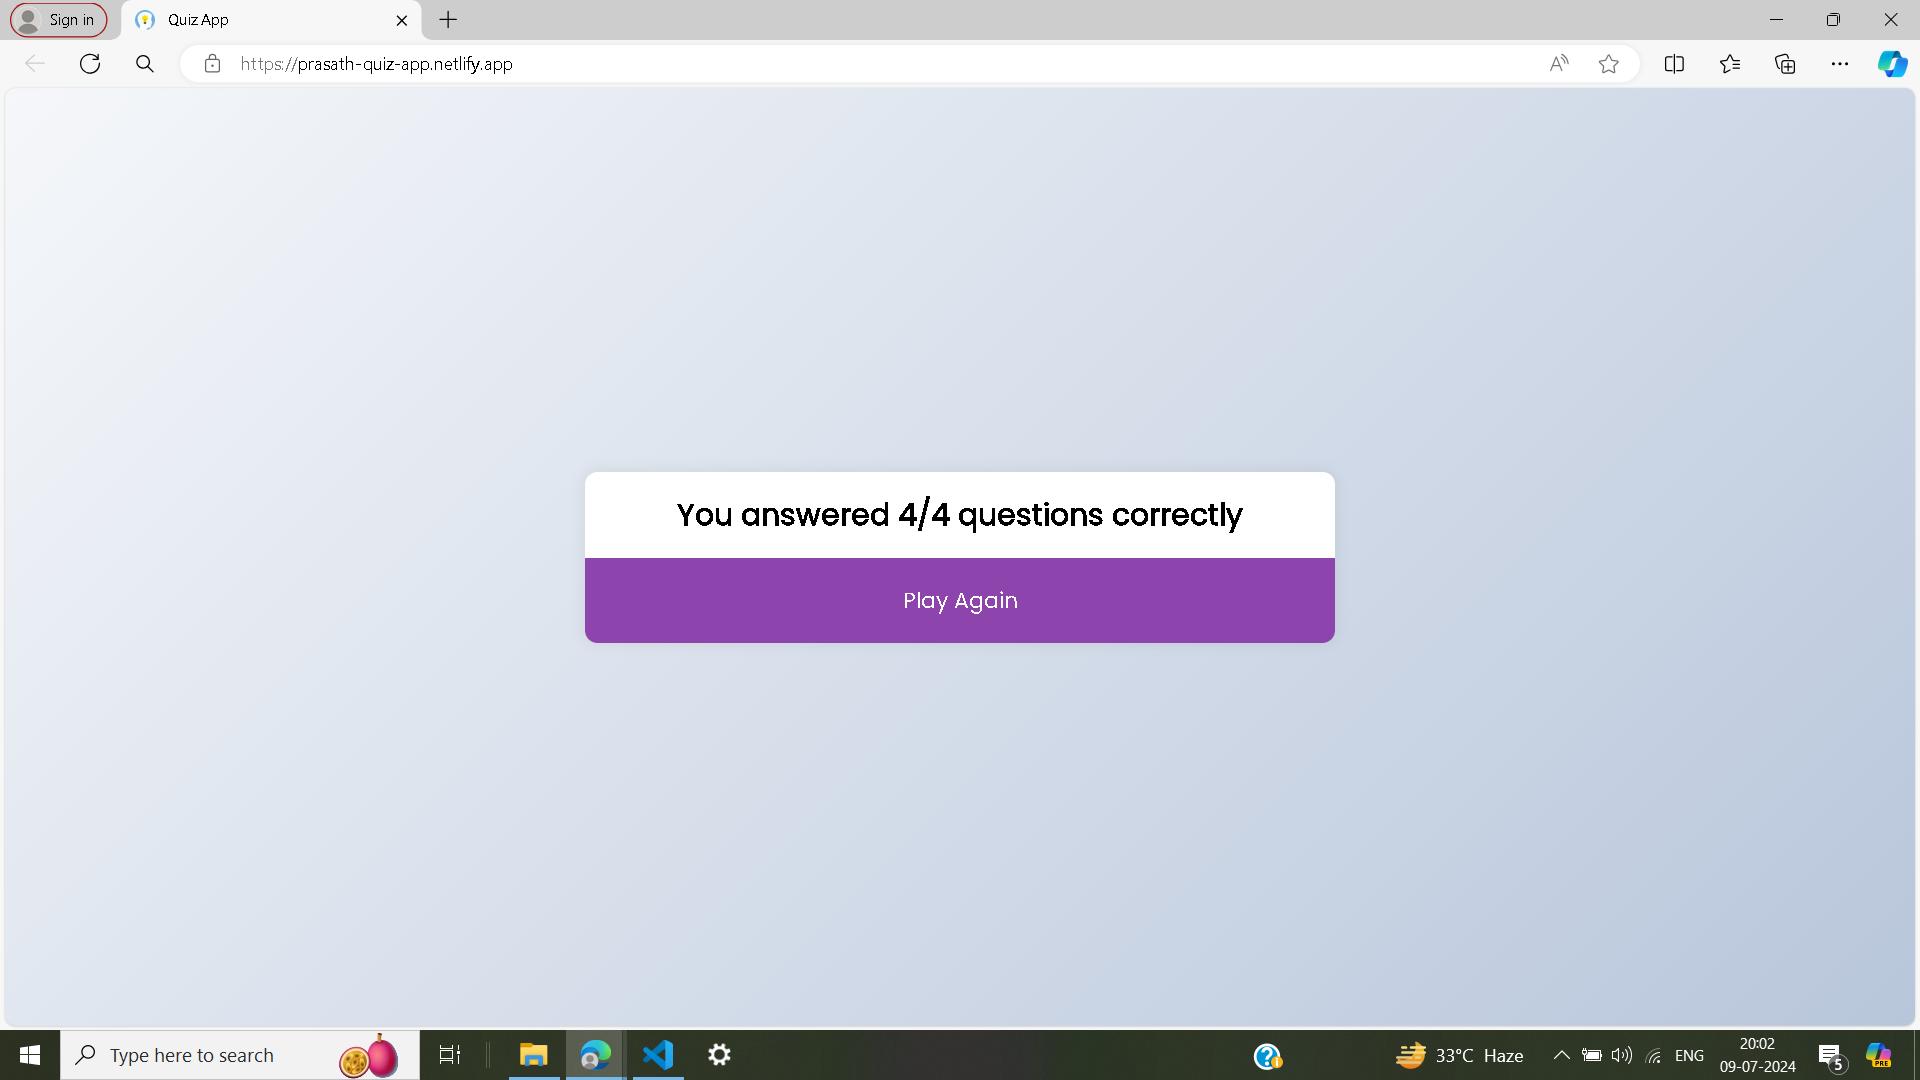 Sign in
Quiz App
https://prasath-quiz-app.netlify.app
You answered 4/4 questions correctly
Play Again
Type here to search
33°C Haze
ENG
20:02
09-07-2024
5
PRE